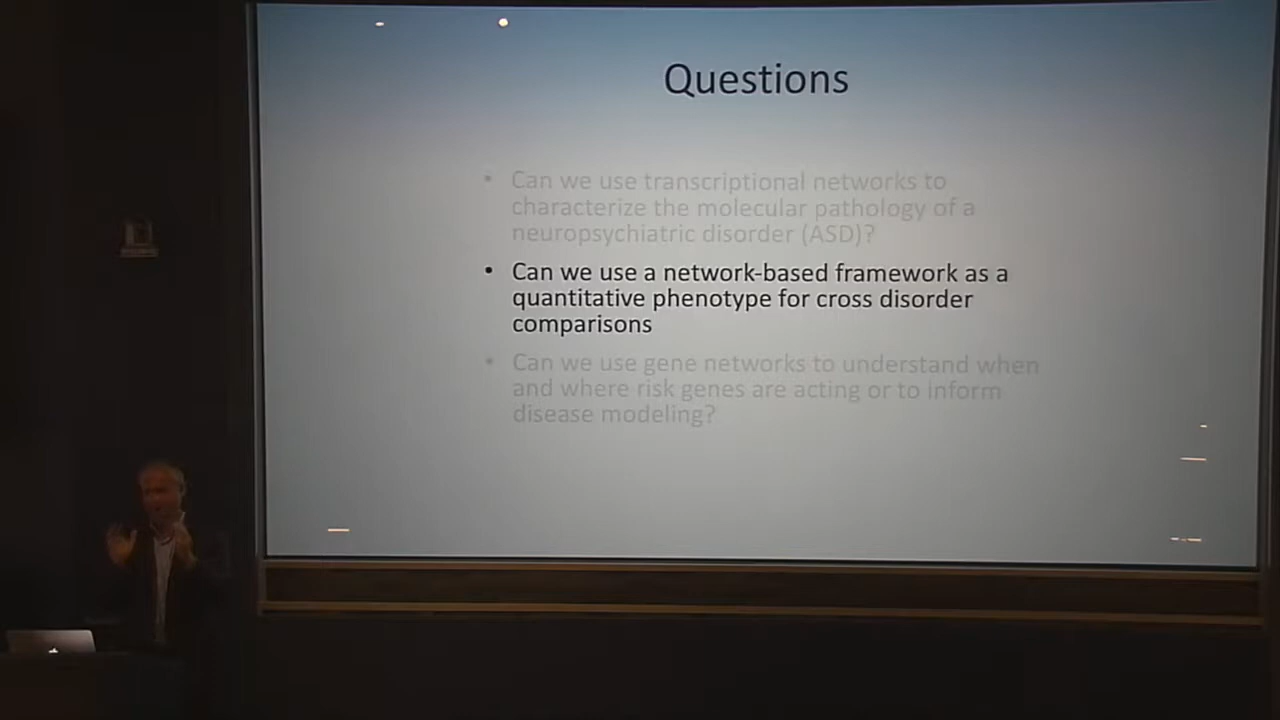 Questions
• Can we use transcriptional networks to
characterize the molecular pathology of a
neuropsychiatric disorder (ASD)?
• Can we use a network-based framework as a
quantitative phenotype for cross disorder
comparisons
• Can we use gene networks to understand when
and where risk genes are acting or to inform
disease modeling?